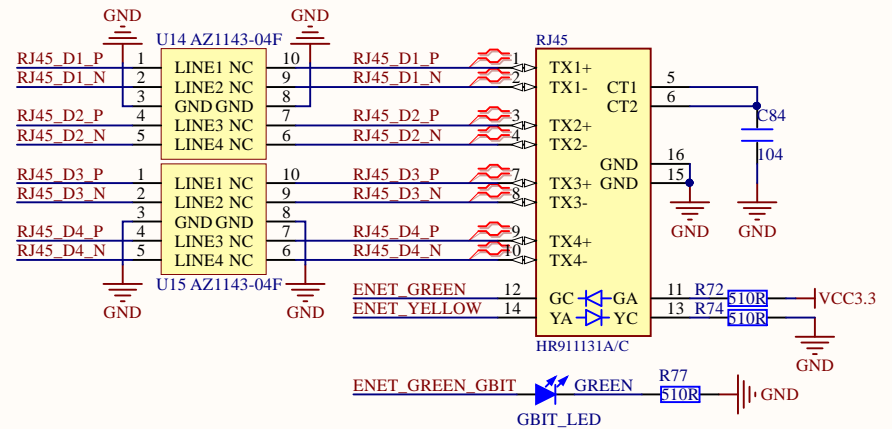 GND GND
U14 AZ1143-04F RJ45
RJ45_D1_P 1 LINE1 NC 10 RJ45_D1_P 1 TX1+
RJ45_D1_N 2 LINE2 NC 9 RJ45_D1_N 2 TX1- CT1 5
3 GND GND 8 CT2 6 C84
RJ45_D2_P 4 LINE3 NC 7 RJ45_D2_P 3 TX2+
RJ45_D2_N 5 LINE4 NC 6 RJ45_D2_N 4 TX2- 104
GND 16
RJ45_D3_P 1 LINE1 NC 10 RJ45_D3_P 7 TX3+ GND 15
RJ45_D3_N 2 LINE2 NC 9 RJ45_D3_N 8 TX3-
3 GND GND 8 GND GND
RJ45_D4_P 4 LINE3 NC 7 RJ45_D4_P 9 TX4+
RJ45_D4_N 5 LINE4 NC 6 RJ45_D4_N 10 TX4-
U15 AZ1143-04F
ENET_GREEN 12 GC GA 11 R72 510R VCC3.3
GND GND
ENET_YELLOW 14 YA YC 13 R74 510R
HR911131A/C
GND
ENET_GREEN_GBIT GREEN R77 510R GND
GBIT_LED